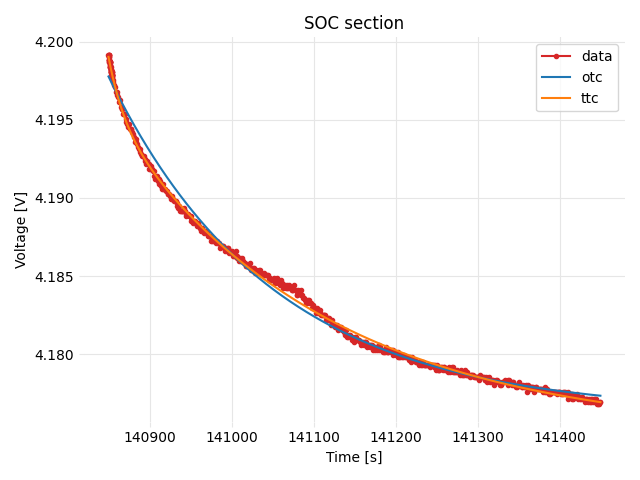 SOC section
data
otc
ttc
4.200
4.195
4.190
4.185
4.180
Voltage [V]
140900 141000 141100 141200 141300 141400
Time [s]